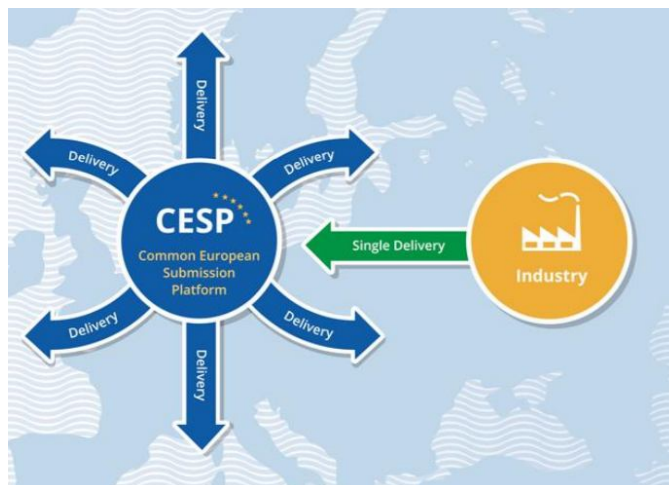 Delivery
Delivery
Delivery
CESP
Common European
Submission
Platform
Single Delivery
Industry
Delivery
Delivery
Delivery